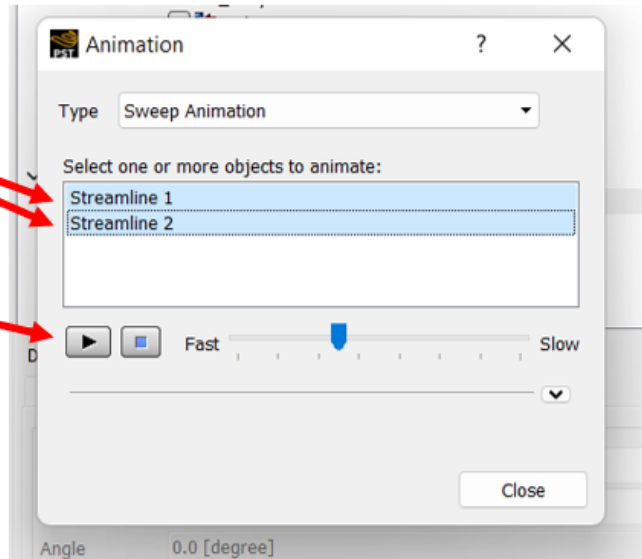 PST Animation ? X
Type Sweep Animation
Select one or more objects to animate:
Streamline 1
Streamline 2
Fast Slow
D
Close
Angle 0.0 [degree]